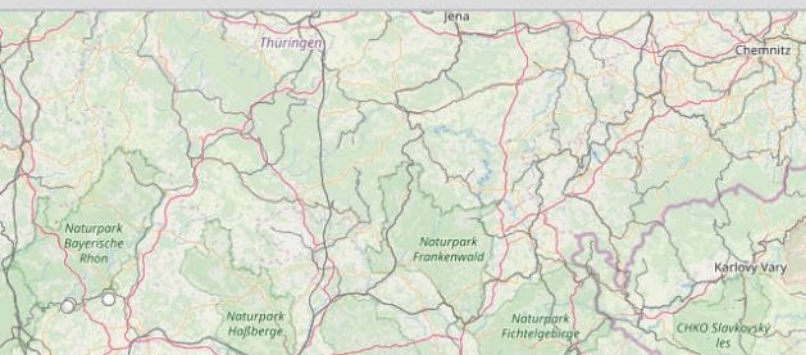 Jena
Thüringen
Chemnitz
Naturpark
Bayerische
Rhön
Naturpark
Frankenwald
Karlovy Vary
Naturpark
Haßberge
Naturpark
Fichtelgebirge
CHKO Slavkovský
les